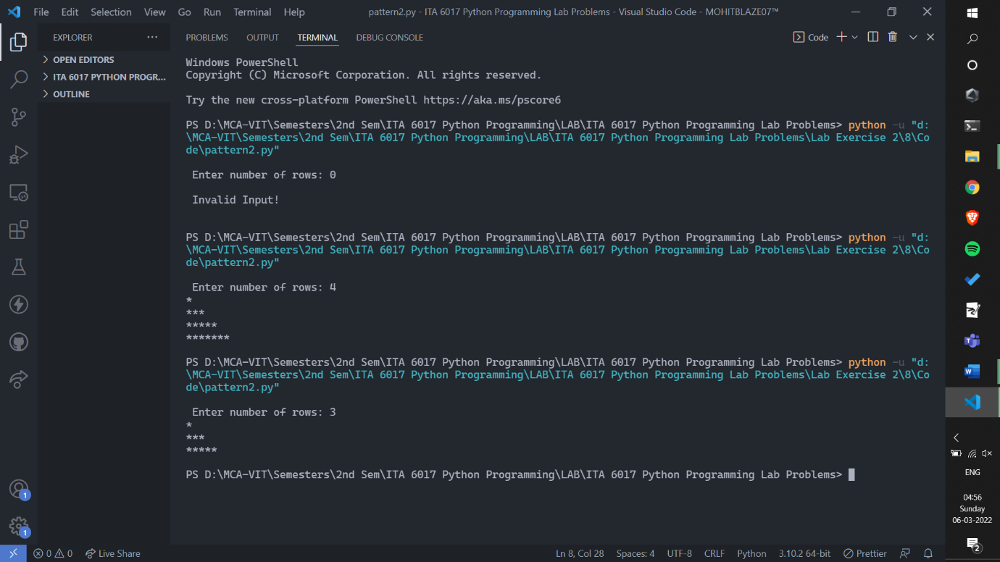 File Edit Selection View Go Run Terminal Help
pattern2.py - ITA 6017 Python Programming Lab Problems - Visual Studio Code - MOHITBLAZE07™
EXPLORER
OPEN EDITORS
ITA 6017 PYTHON PROGR...
OUTLINE
PROBLEMS OUTPUT TERMINAL DEBUG CONSOLE
Code
Windows PowerShell
Copyright (C) Microsoft Corporation. All rights reserved.
Try the new cross-platform PowerShell https://aka.ms/pscore6
PS D:\MCA-VIT\Semesters\2nd Sem\ITA 6017 Python Programming\LAB\ITA 6017 Python Programming Lab Problems> python -u "d:
\MCA-VIT\Semesters\2nd Sem\ITA 6017 Python Programming\LAB\ITA 6017 Python Programming Lab Problems\Lab Exercise 2\8\Co
de\pattern2.py"
Enter number of rows: 0
Invalid Input!
PS D:\MCA-VIT\Semesters\2nd Sem\ITA 6017 Python Programming\LAB\ITA 6017 Python Programming Lab Problems> python -u "d:
\MCA-VIT\Semesters\2nd Sem\ITA 6017 Python Programming\LAB\ITA 6017 Python Programming Lab Problems\Lab Exercise 2\8\Co
de\pattern2.py"
Enter number of rows: 4
*
***
*****
*******
PS D:\MCA-VIT\Semesters\2nd Sem\ITA 6017 Python Programming\LAB\ITA 6017 Python Programming Lab Problems> python -u "d:
\MCA-VIT\Semesters\2nd Sem\ITA 6017 Python Programming\LAB\ITA 6017 Python Programming Lab Problems\Lab Exercise 2\8\Co
de\pattern2.py"
Enter number of rows: 3
*
***
*****
PS D:\MCA-VIT\Semesters\2nd Sem\ITA 6017 Python Programming\LAB\ITA 6017 Python Programming Lab Problems>
1
1
0 0 Live Share
Ln 8, Col 28 Spaces: 4 UTF-8 CRLF Python 3.10.2 64-bit Prettier
ENG
04:56
Sunday
06-03-2022
2